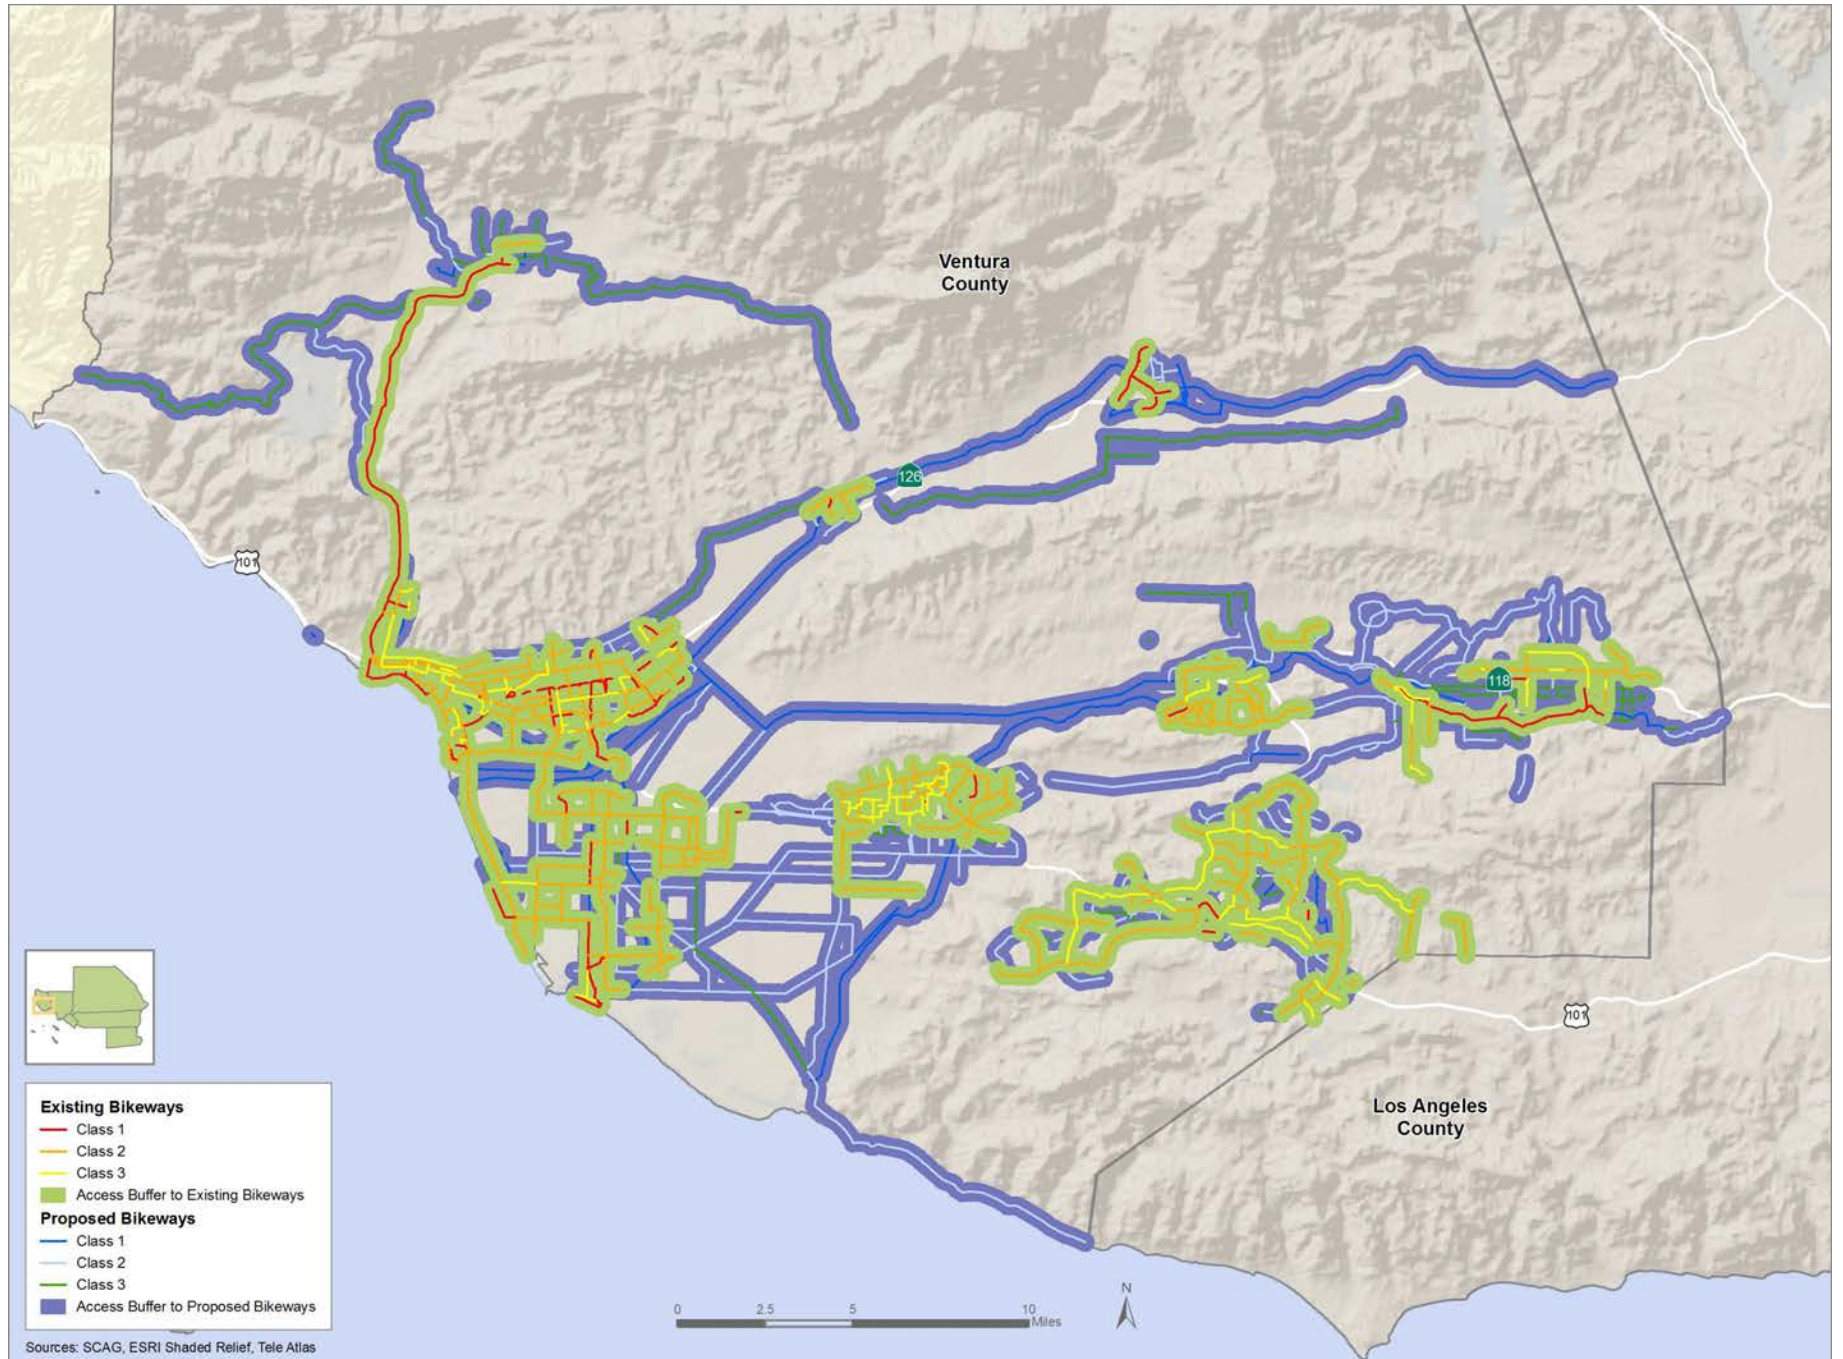 Ventura
County
126
101
118
101
Los Angeles
County
Existing Bikeways
Class 1
Class 2
Class 3
Access Buffer to Existing Bikeways
Proposed Bikeways
Class 1
Class 2
Class 3
Access Buffer to Proposed Bikeways
0 2.5 5 10
Miles
N
Sources: SCAG, ESRI Shaded Relief, Tele Atlas